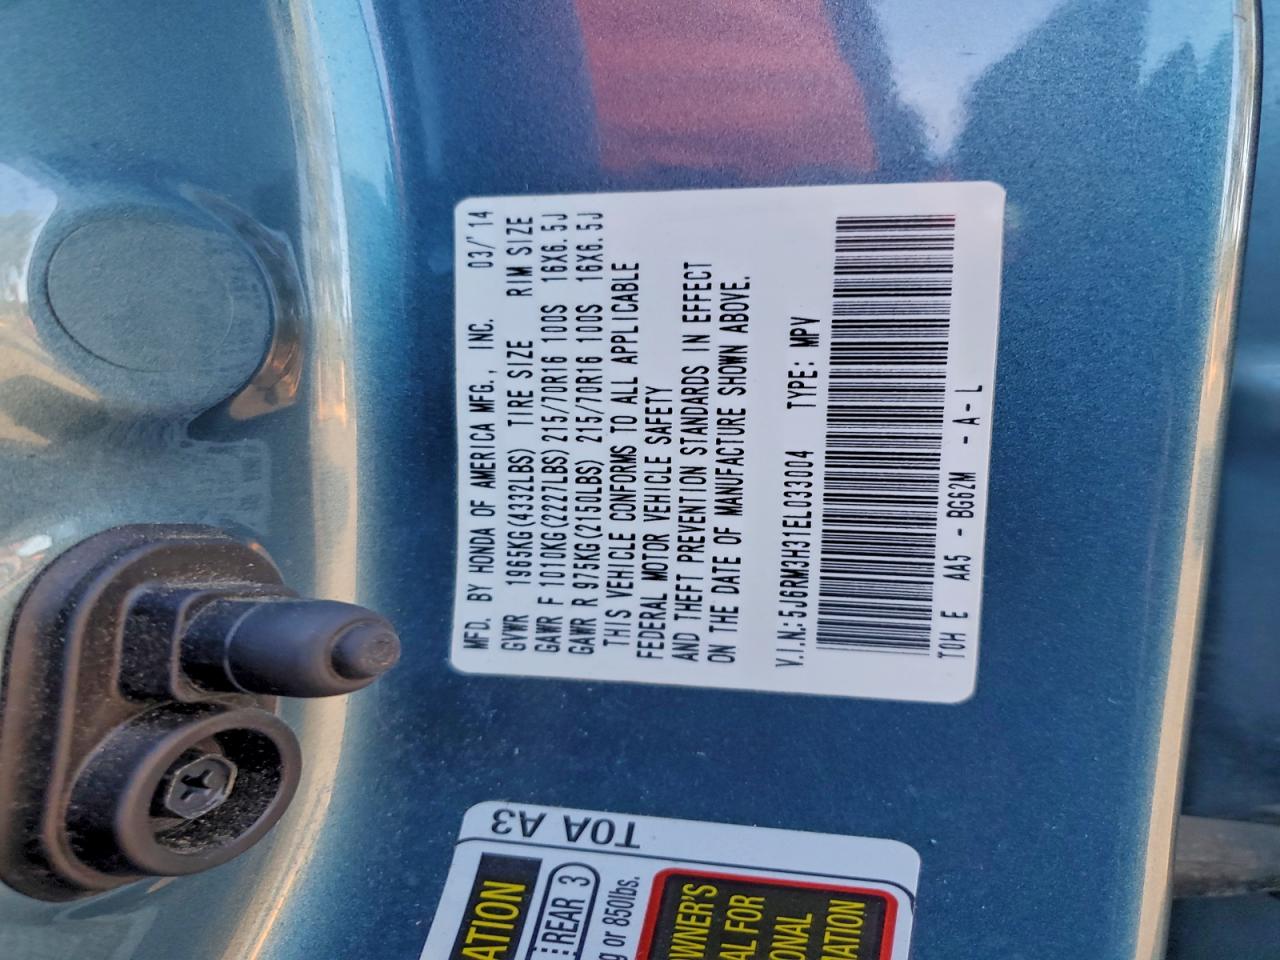 MFD. BY HONDA OF AMERICA MFG., INC. 03/'14
GVWR 1965KG(4332LBS) TIRE SIZE RIM SIZE
GAWR F 1010KG(2227LBS) 215/70R16 100S 16X6.5J
GAWR R 975KG(2150LBS) 215/70R16 100S 16X6.5J
THIS VEHICLE CONFORMS TO ALL APPLICABLE
FEDERAL MOTOR VEHICLE SAFETY
AND THEFT PREVENTION STANDARDS IN EFFECT
ON THE DATE OF MANUFACTURE SHOWN ABOVE.
V.I.N.: 5J6RM3H31EL033004 TYPE: MPV
T0H E AA5 - BG62M - A - L
T0A A3
ATION
REAR 3
g or 850lbs.
OWNER'S
AL FOR
ONAL
MATION